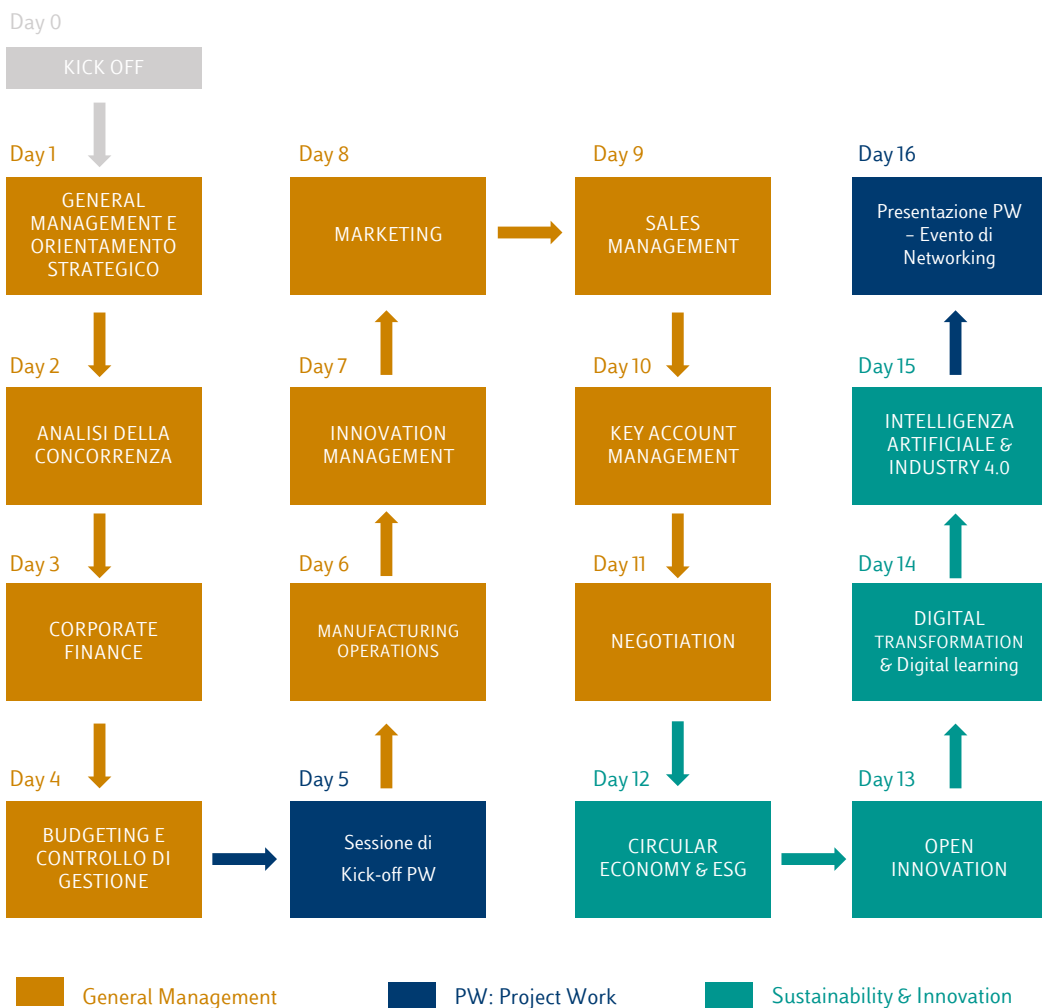 Day 0
KICK OFF
Day 1
GENERAL
MANAGEMENT E
ORIENTAMENTO
STRATEGICO
Day 2
ANALISI DELLA
CONCORRENZA
Day 3
CORPORATE
FINANCE
Day 4
BUDGETING E
CONTROLLO DI
GESTIONE
Day 5
Sessione di
Kick-off PW
Day 6
MANUFACTURING
OPERATIONS
Day 7
INNOVATION
MANAGEMENT
Day 8
MARKETING
Day 9
SALES
MANAGEMENT
Day 10
KEY ACCOUNT
MANAGEMENT
Day 11
NEGOTIATION
Day 12
CIRCULAR
ECONOMY & ESG
Day 13
OPEN
INNOVATION
Day 14
DIGITAL
TRANSFORMATION
& Digital learning
Day 15
INTELLIGENZA
ARTIFICIALE &
INDUSTRY 4.0
Day 16
Presentazione PW
– Evento di
Networking
General Management
PW: Project Work
Sustainability & Innovation